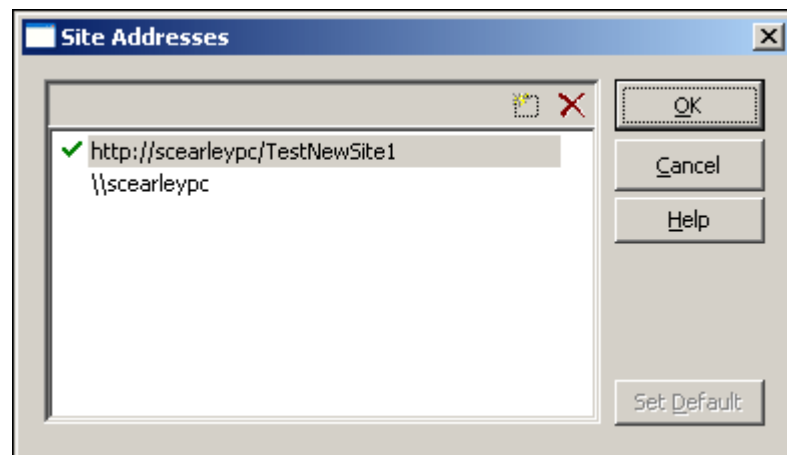 Site Addresses
http://scearleypc/TestNewSite1
\\scearleypc
OK
Cancel
Help
Set Default